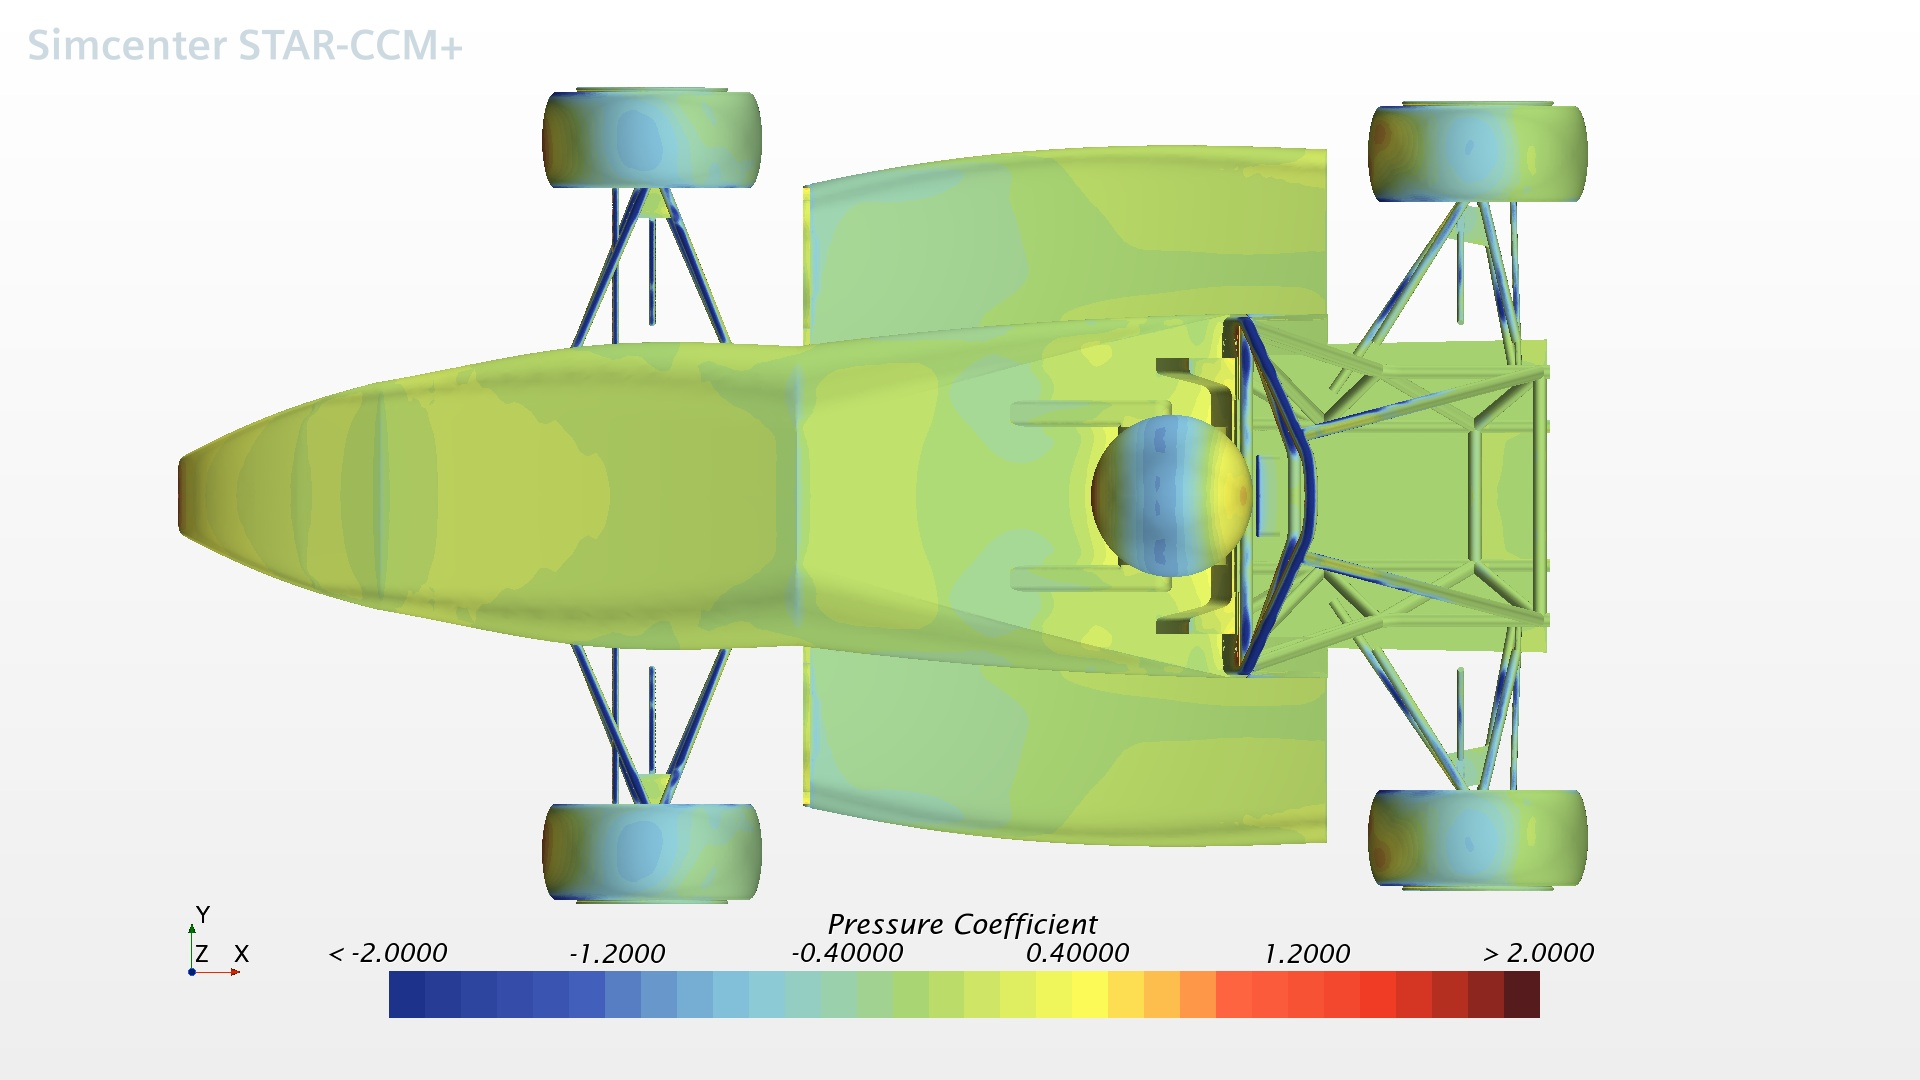 Simcenter STAR-CCM+
Y
Z X
Pressure Coefficient
< -2.0000 -1.2000 -0.40000 0.40000 1.2000 > 2.0000